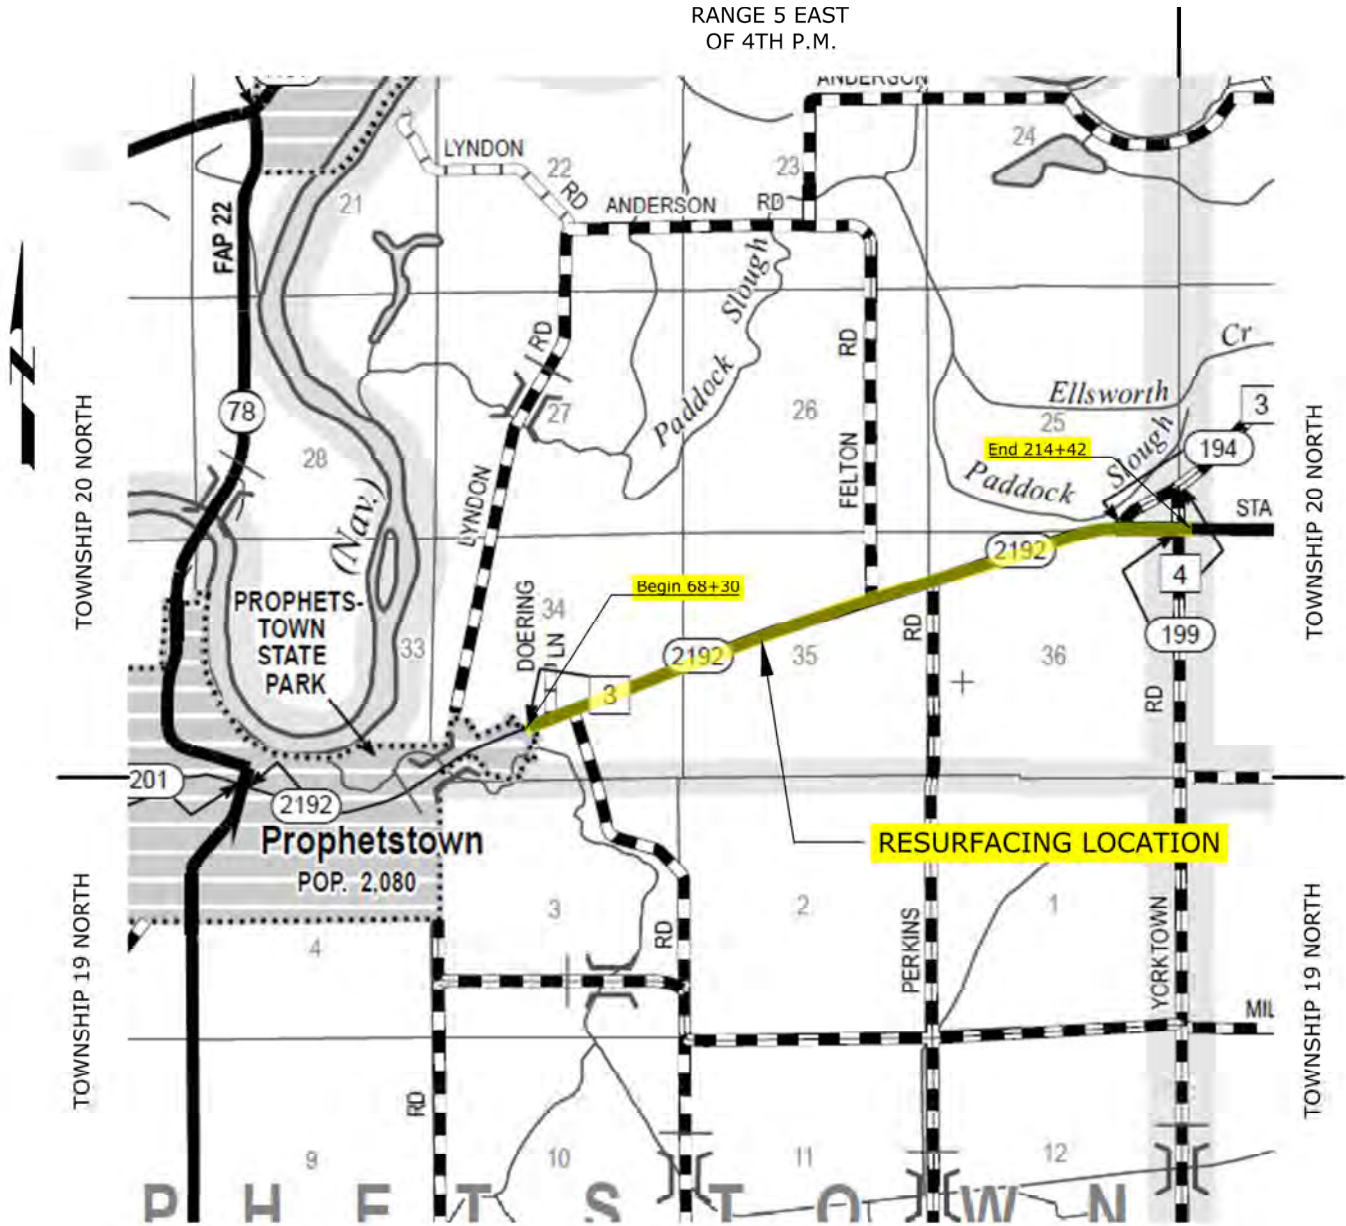 RANGE 5 EAST
OF 4TH P.M.
ANDERSON
24
LYNDON
22
23
RD
ANDERSON
RD
21
FAP 22
Slough
Paddock
RD
RD
Cr
Ellsworth
3
78
27
26
25
TOWNSHIP 20 NORTH
TOWNSHIP 20 NORTH
28
End 214+42
Slough
194
LYNDON
FELTON
Paddock
(Nav.)
STA
2192
4
PROPHETS-
TOWN
STATE
PARK
33
DOERING
LN
34
Begin 68+30
2192
35
RD
36
199
3
RD
201
2192
Prophetstown
POP. 2,080
RESURFACING LOCATION
4
3
2
1
RD
PERKINS
YORKTOWN
TOWNSHIP 19 NORTH
TOWNSHIP 19 NORTH
MIL
RD
9
10
11
12
P H E T S T O W N
N